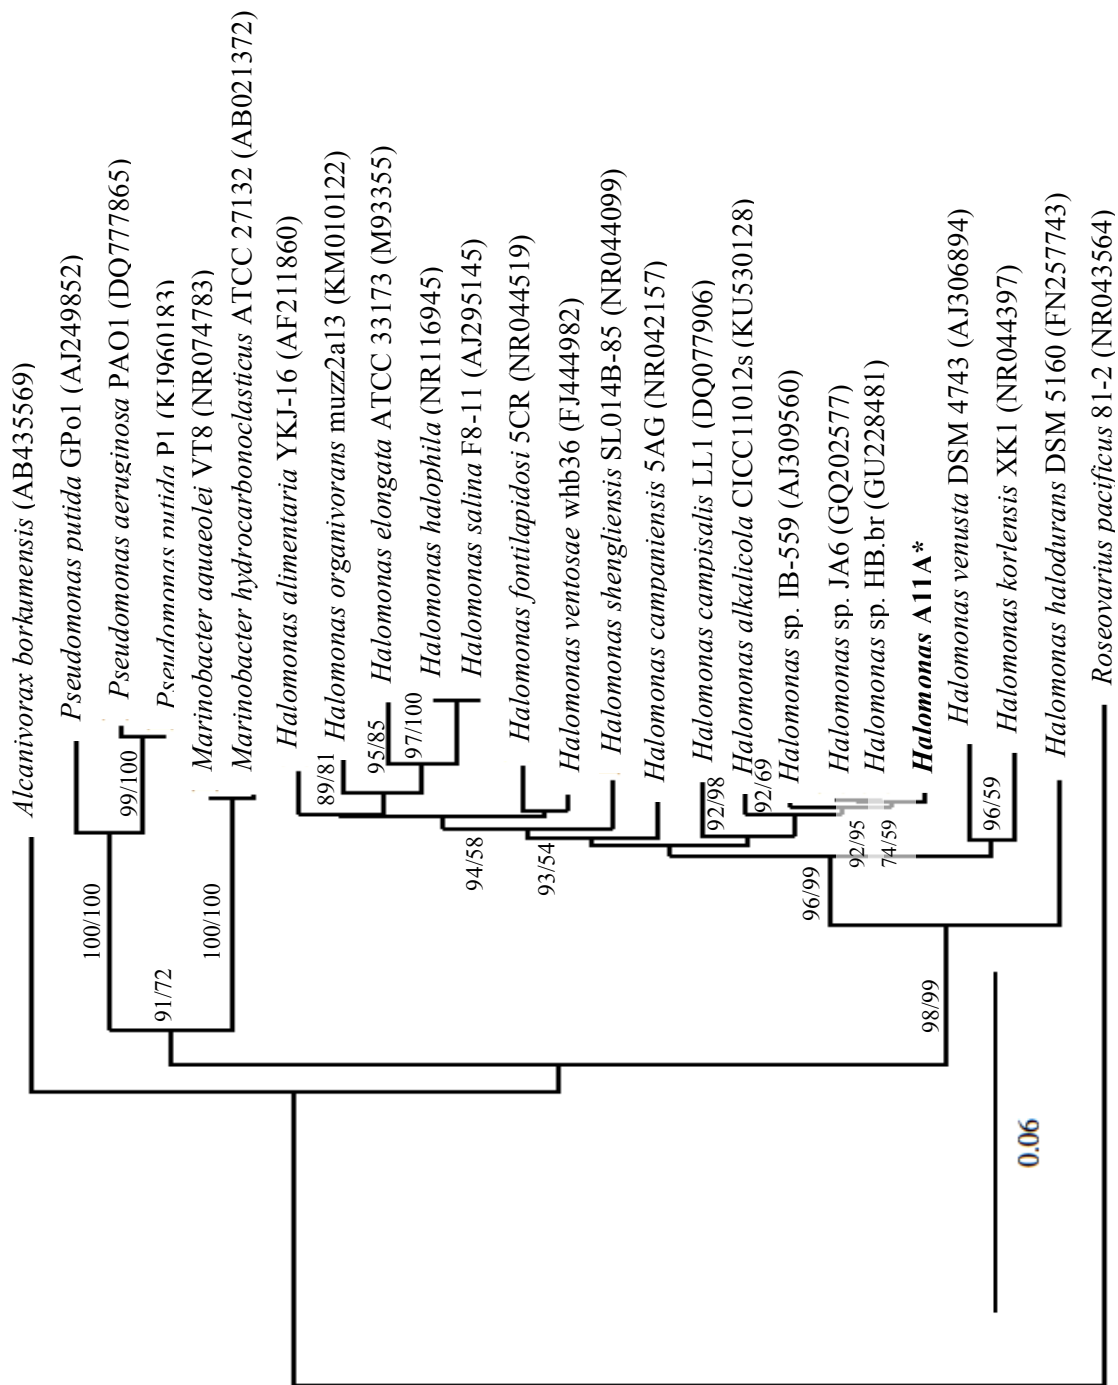 Alcanivorax borkumensis (AB435569)
Pseudomonas putida GPo1 (AJ249852)
Pseudomonas aeruginosa PAO1 (DQ777865)
Pseudomonas putida P1 (KJ960183)
Marinobacter aquaeolei VT8 (NR074783)
Marinobacter hydrocarbonoclasticus ATCC 27132 (AB021372)
Halomonas alimentaria YKJ-16 (AF211860)
Halomonas organivorans muzz2a13 (KM010122)
Halomonas elongata ATCC 33173 (M93355)
Halomonas halophila (NR116945)
Halomonas salina F8-11 (AJ295145)
Halomonas fontilapidosi 5CR (NR044519)
Halomonas ventosae whb36 (FJ444982)
Halomonas shengliensis SL014B-85 (NR044099)
Halomonas campaniensis 5AG (NR042157)
Halomonas campisalis LL1 (DQ077906)
Halomonas alkalicola CICC11012s (KU530128)
Halomonas sp. IB-559 (AJ309560)
Halomonas sp. JA6 (GQ202577)
Halomonas sp. HB.br (GU228481)
Halomonas A11A*
Halomonas venusta DSM 4743 (AJ306894)
Halomonas korlensis XK1 (NR044397)
Halomonas halodurans DSM 5160 (FN257743)
Roseovarius pacificus 81-2 (NR043564)
100/100
99/100
91/72
100/100
89/81
95/85
97/100
94/58
93/54
92/98
92/69
92/95
74/59
96/99
96/59
98/99
0.06